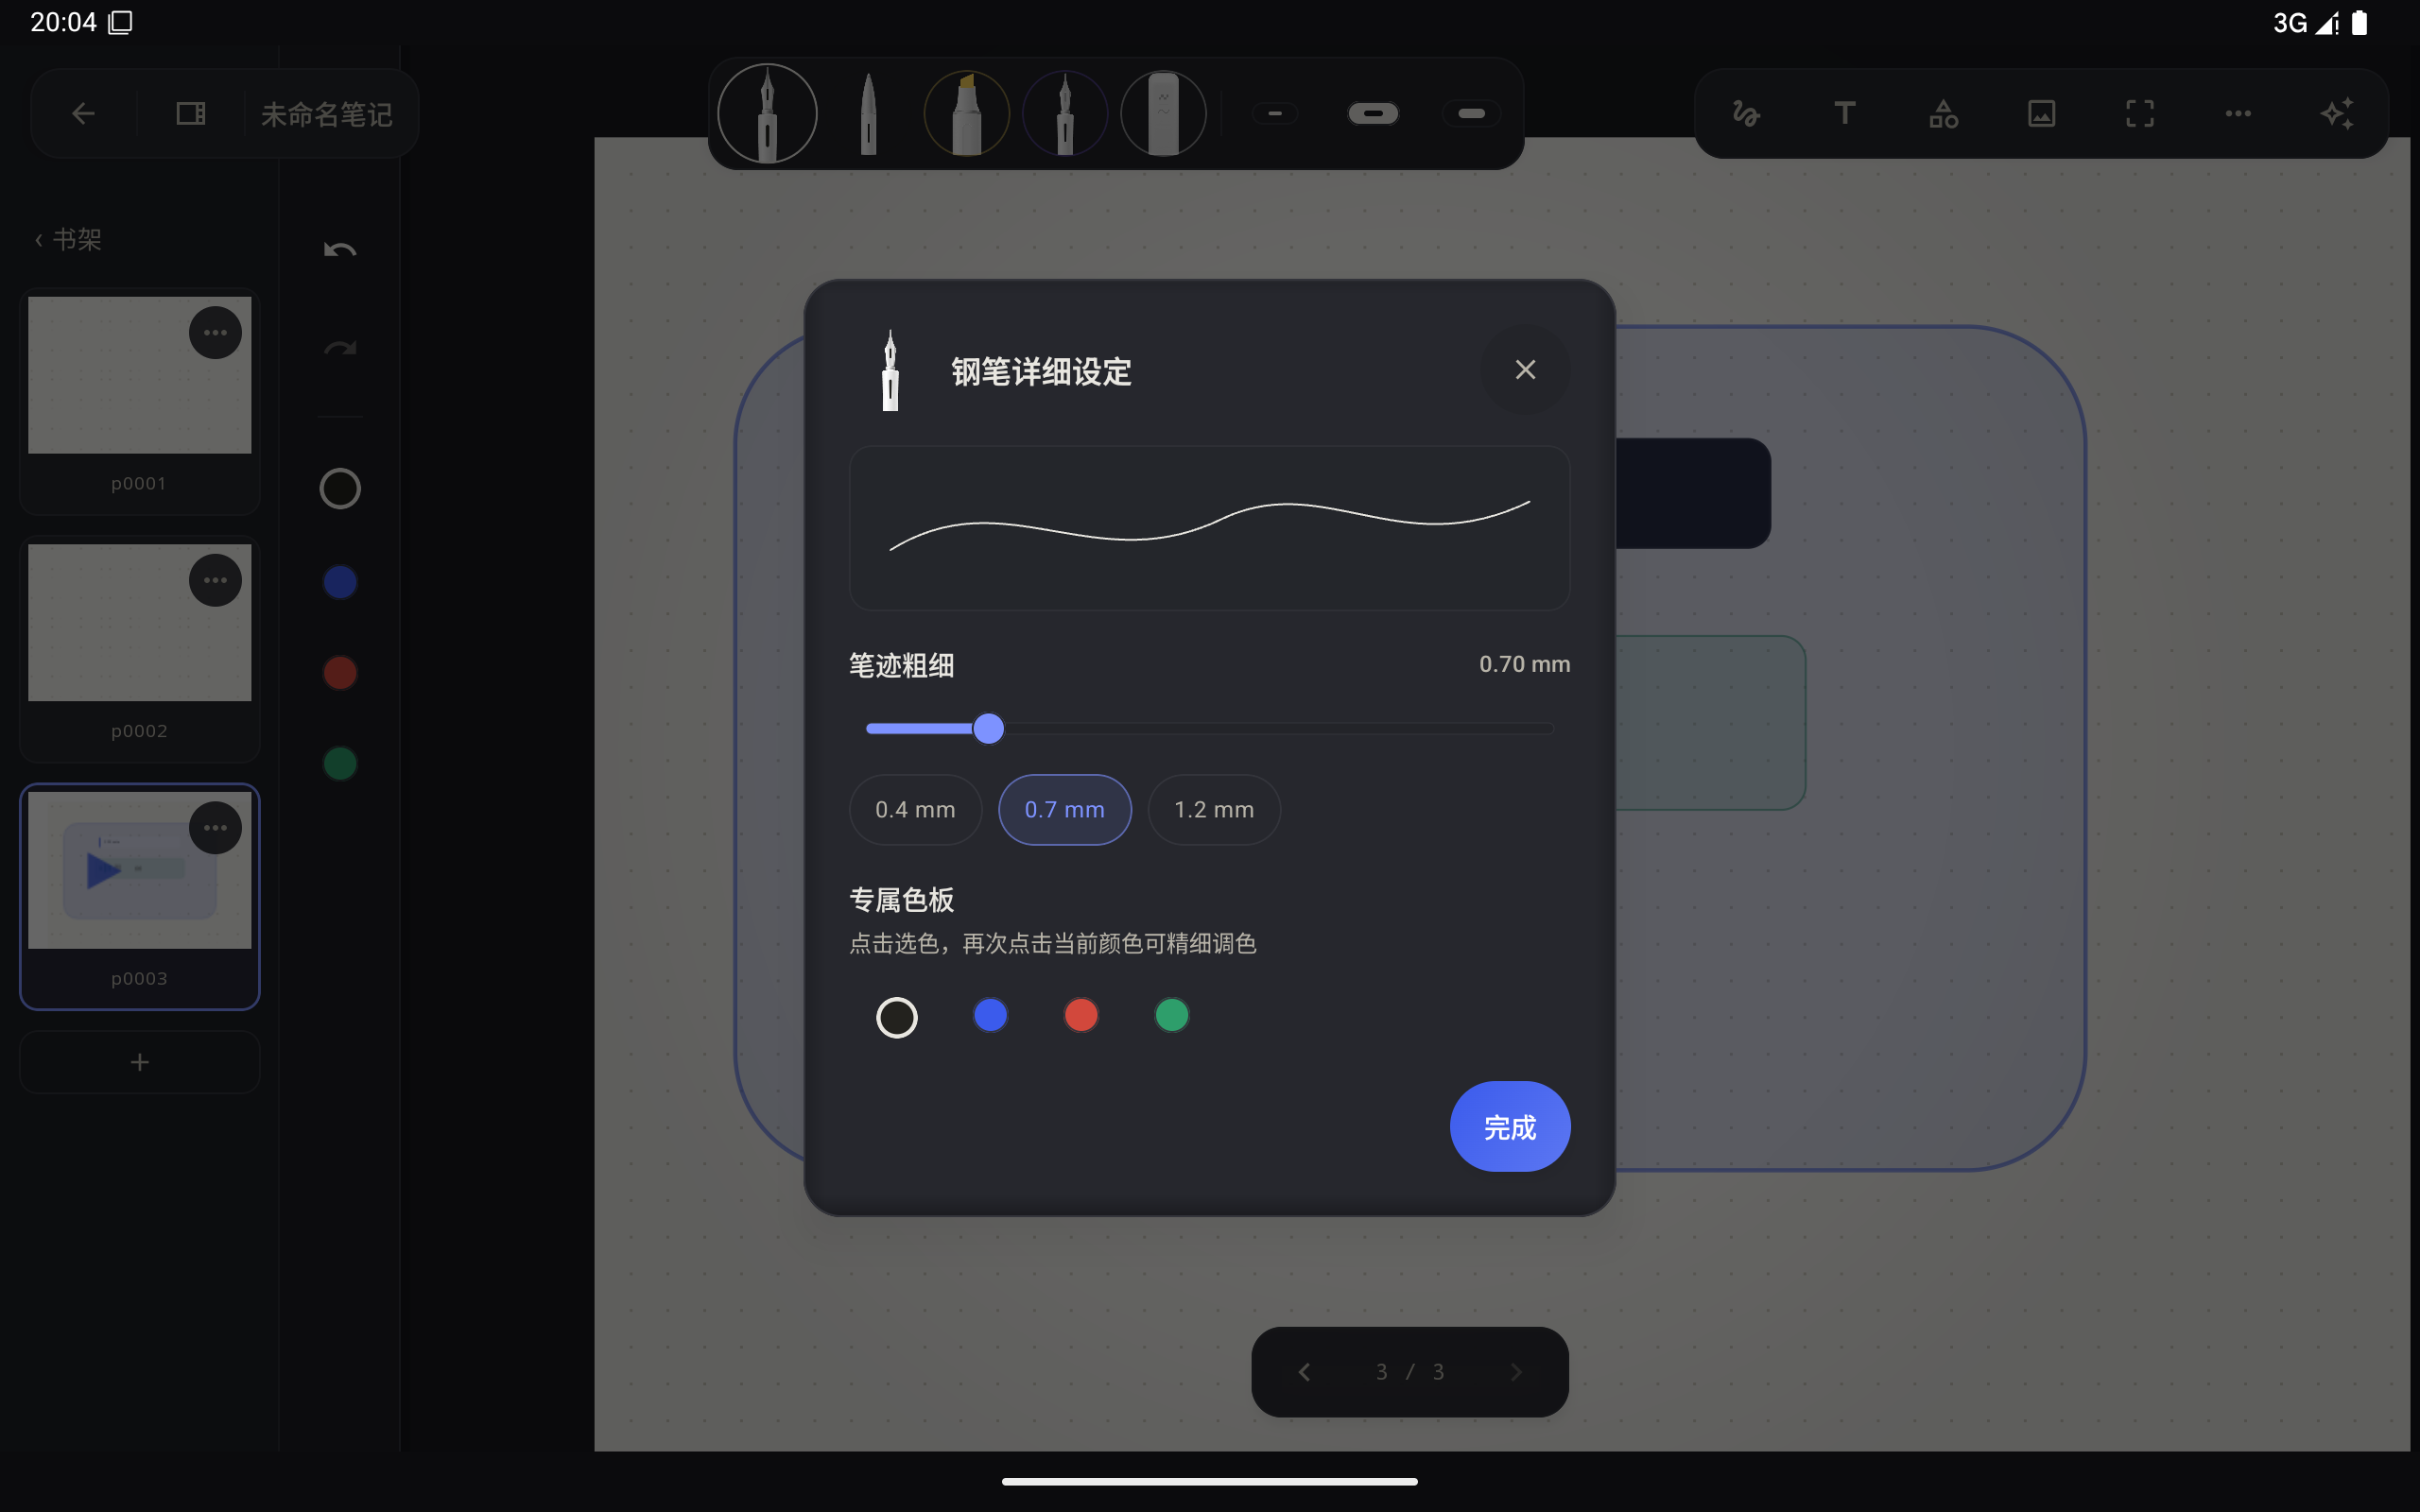 20:04
3G
未命名笔记
T
‹ 书架
p0001
p0002
p0003
+
钢笔详细设定
笔迹粗细
0.70 mm
0.4 mm
0.7 mm
1.2 mm
专属色板
点击选色，再次点击当前颜色可精细调色
完成
3 / 3